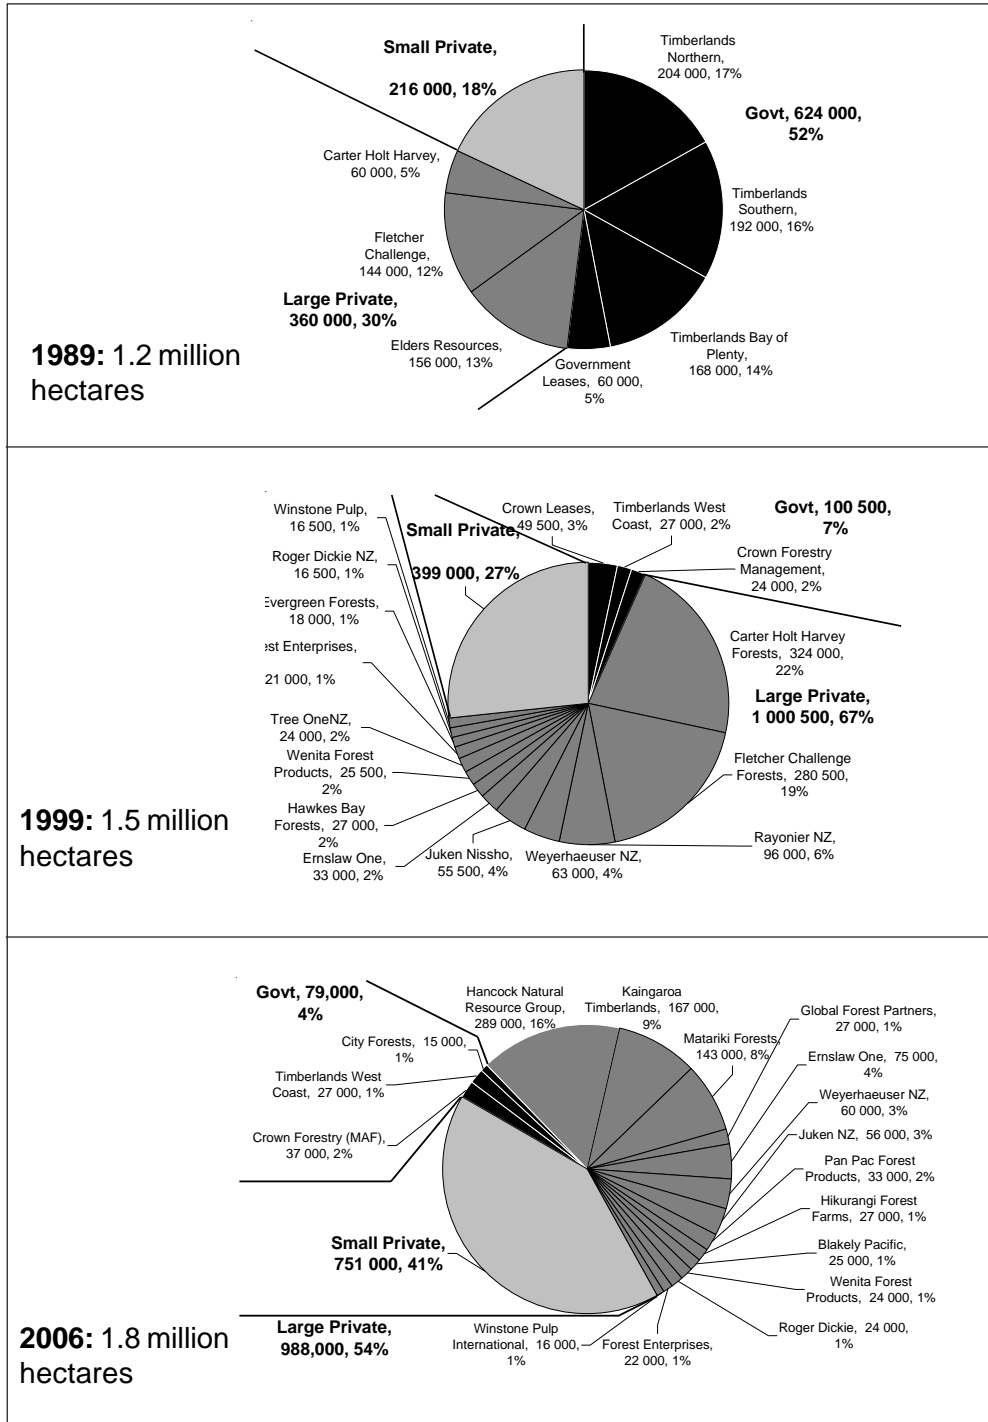 Small Private,
216 000, 18%
Timberlands
Northern,
204 000, 17%
Govt, 624 000,
52%
Carter Holt Harvey,
60 000, 5%
Timberlands
Southern,
192 000, 16%
Fletcher
Challenge,
144 000, 12%
Large Private,
360 000, 30%
Elders Resources,
156 000, 13%
Government
Leases, 60 000,
5%
Timberlands Bay of
Plenty,
168 000, 14%
1989: 1.2 million
hectares
Winstone Pulp,
16 500, 1%
Small Private,
399 000, 27%
Crown Leases,
49 500, 3%
Timberlands West
Coast, 27 000, 2%
Govt, 100 500,
7%
Roger Dickie NZ,
16 500, 1%
Crown Forestry
Management,
24 000, 2%
Evergreen Forests,
18 000, 1%
est Enterprises,
21 000, 1%
Carter Holt Harvey
Forests, 324 000,
22%
Large Private,
1 000 500, 67%
Tree OneNZ,
24 000, 2%
Wenita Forest
Products, 25 500,
2%
Fletcher Challenge
Forests, 280 500,
19%
Hawkes Bay
Forests, 27 000,
2%
Ernslaw One,
33 000, 2%
Juken Nissho,
55 500, 4%
Weyerhaeuser NZ,
63 000, 4%
Rayonier NZ,
96 000, 6%
1999: 1.5 million
hectares
Govt, 79,000,
4%
Hancock Natural
Resource Group,
289 000, 16%
Kaingaroa
Timberlands, 167 000,
9%
Global Forest Partners,
27 000, 1%
City Forests, 15 000,
1%
Matariki Forests,
143 000, 8%
Ernslaw One, 75 000,
4%
Timberlands West
Coast, 27 000, 1%
Weyerhaeuser NZ,
60 000, 3%
Crown Forestry (MAF),
37 000, 2%
Juken NZ, 56 000, 3%
Pan Pac Forest
Products, 33 000, 2%
Hikurangi Forest
Farms, 27 000, 1%
Small Private,
751 000, 41%
Blakely Pacific,
25 000, 1%
Wenita Forest
Products, 24 000, 1%
Large Private,
988,000, 54%
Winstone Pulp
International, 16 000,
1%
Forest Enterprises,
22 000, 1%
Roger Dickie, 24 000,
1%
2006: 1.8 million
hectares